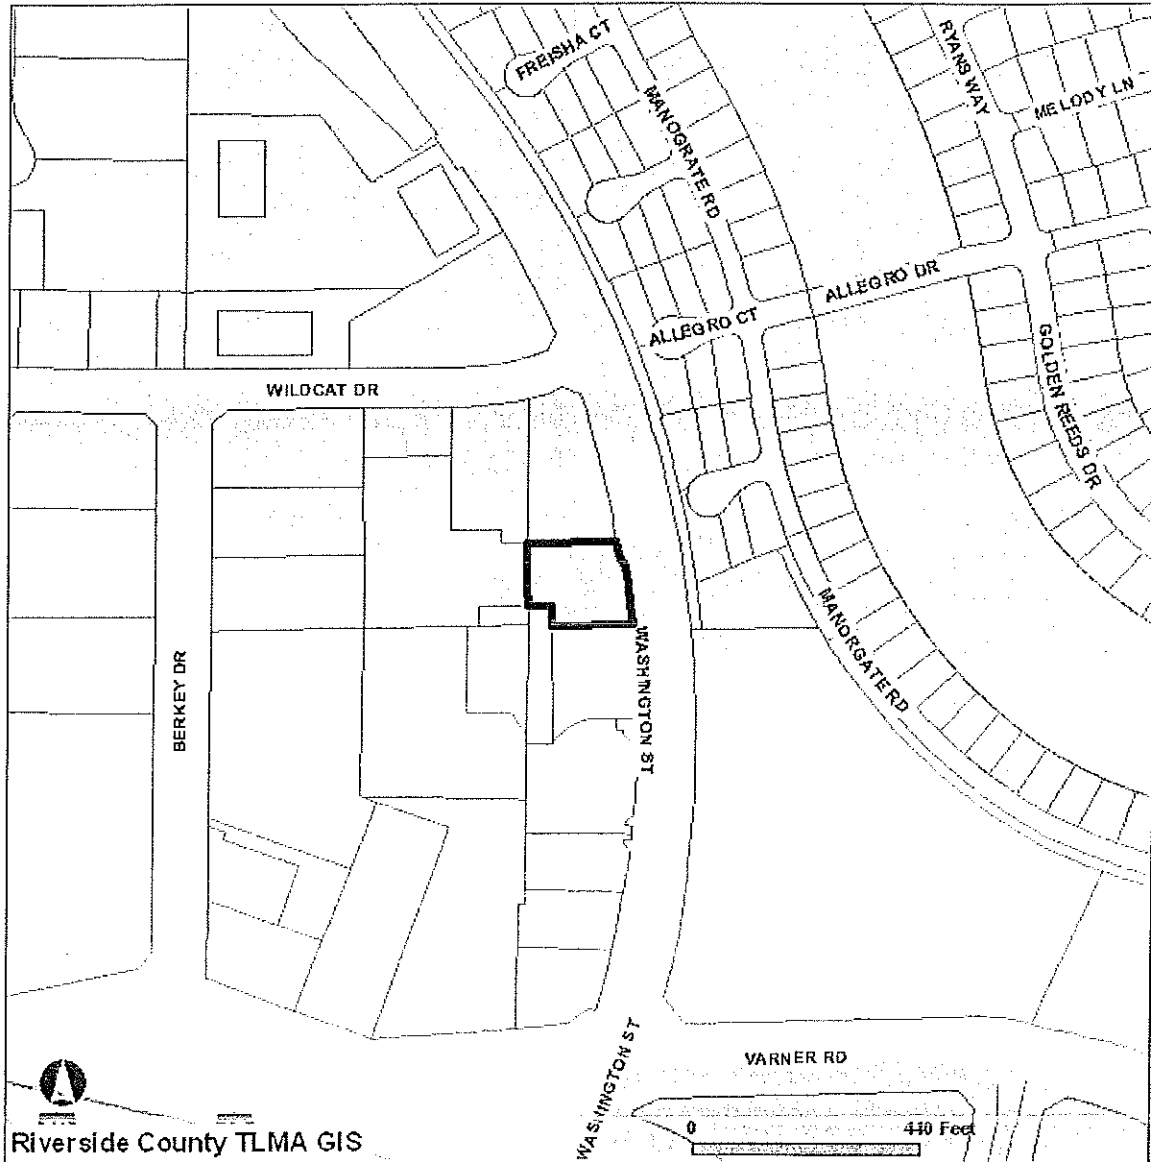 FREISHA CT
RYANS WAY
MELODY LN
MANOGRATE RD
ALLEGRO DR
ALLEGRO CT
WILDCAT DR
GOLDEN REEDS DR
MANORGATE RD
WASHINGTON ST
BERKEY DR
WASHINGTON ST
VARNER RD
0 440 Feet
Riverside County TLMA GIS